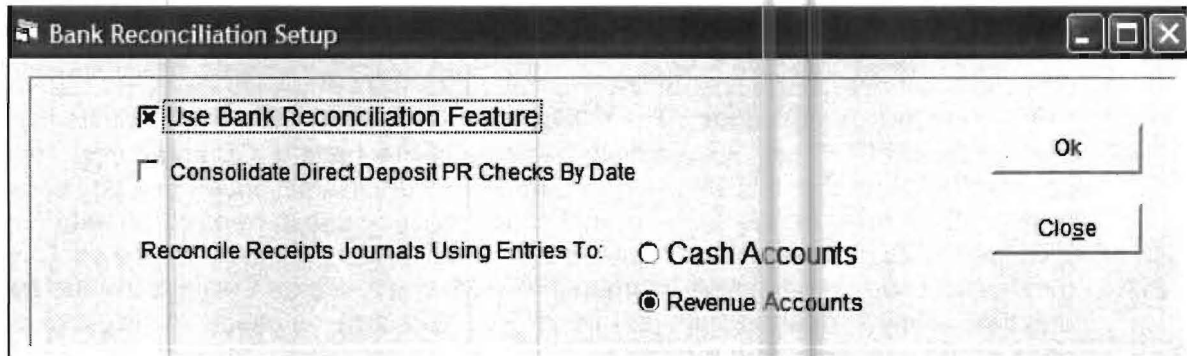 Bank Reconciliation Setup
Use Bank Reconciliation Feature
Ok
Consolidate Direct Deposit PR Checks By Date
Close
Reconcile Receipts Journals Using Entries To:
Cash Accounts
Revenue Accounts